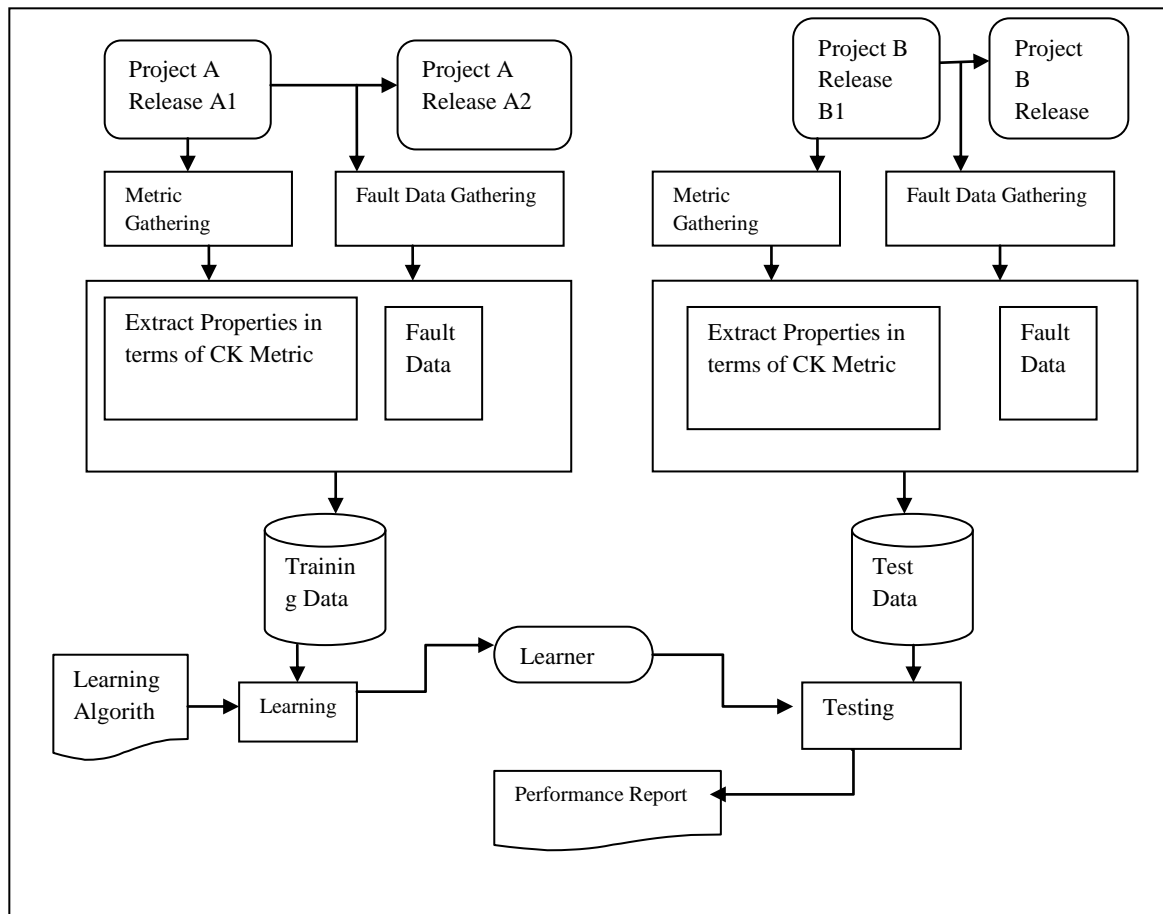 Project A
Release A1
Project A
Release A2
Project B
Release
B1
Project
B
Release
Metric
Gathering
Fault Data Gathering
Metric
Gathering
Fault Data Gathering
Extract Properties in
terms of CK Metric
Fault
Data
Extract Properties in
terms of CK Metric
Fault
Data
Trainin
g Data
Test
Data
Learning
Algorith
Learning
Learner
Testing
Performance Report